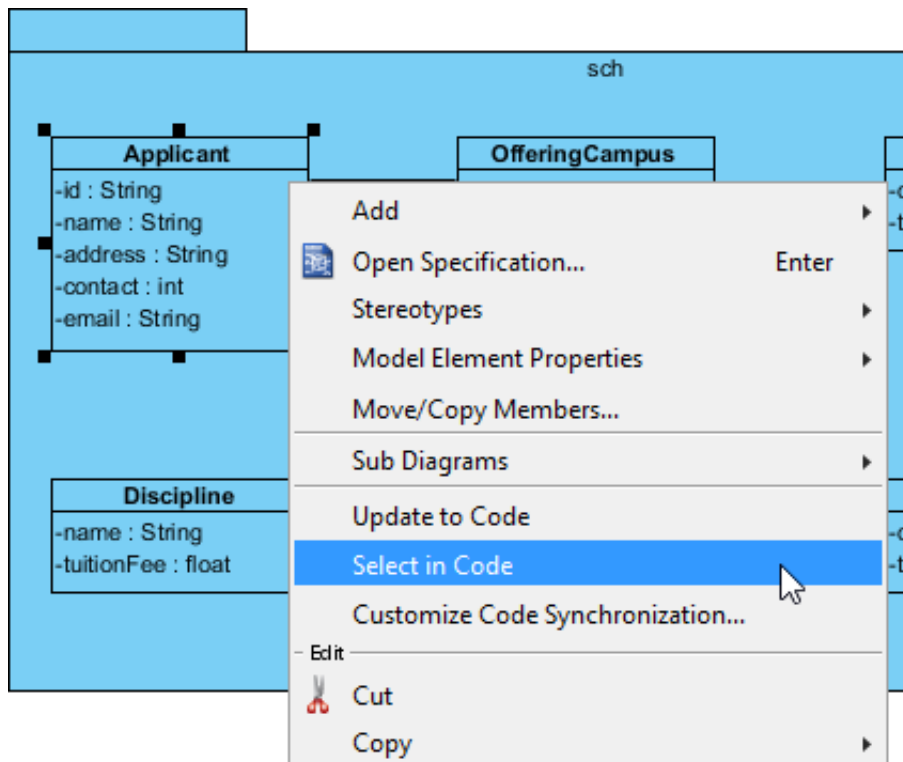 sch
Applicant
-id : String
-name : String
-address : String
-contact : int
-email : String
OfferingCampus
Discipline
-name : String
-tuitionFee : float
Add
Open Specification... Enter
Stereotypes
Model Element Properties
Move/Copy Members...
Sub Diagrams
Update to Code
Select in Code
Customize Code Synchronization...
Edit
Cut
Copy